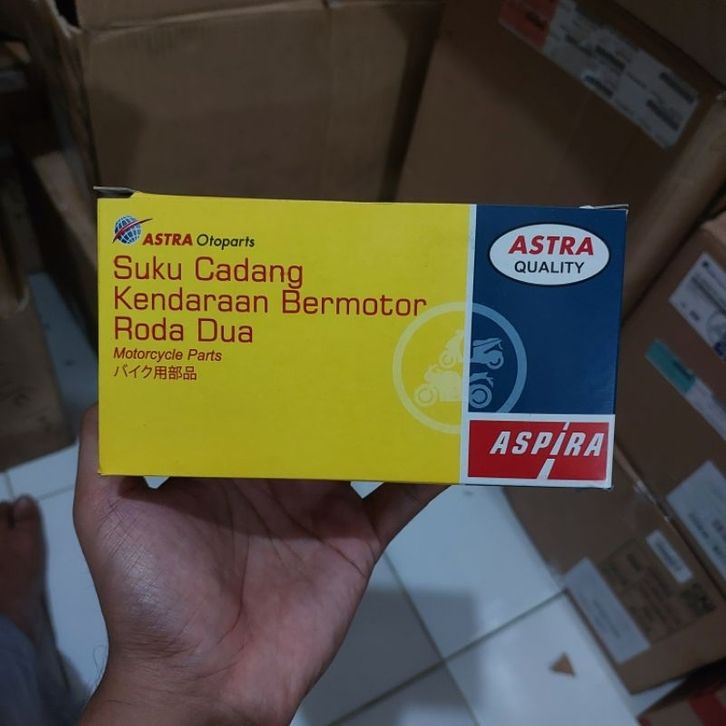 ASTRA Otoparts
Suku Cadang
Kendaraan Bermotor
Roda Dua
Motorcycle Parts
バイク用部品
ASTRA
QUALITY
ASPIRA